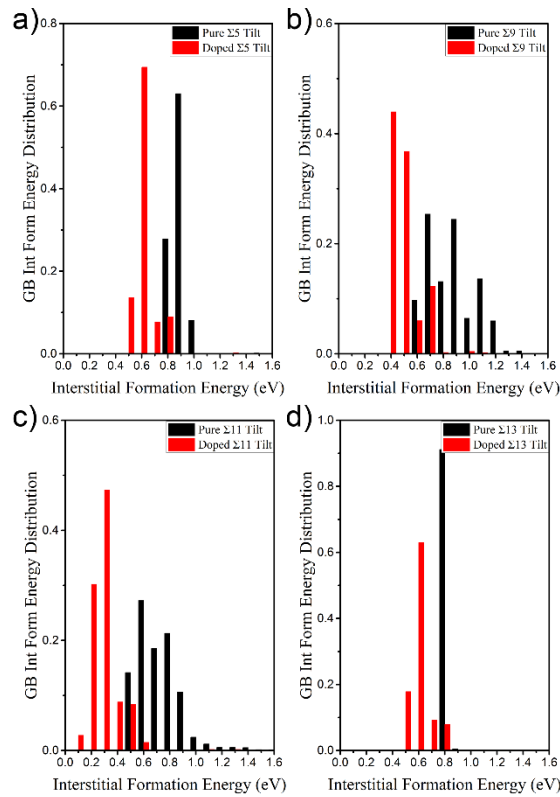 a)
Pure Σ5 Tilt
Doped Σ5 Tilt
GB Int Form Energy Distribution
0.8
0.6
0.4
0.2
0.0
0.0 0.2 0.4 0.6 0.8 1.0 1.2 1.4 1.6
Interstitial Formation Energy (eV)
b)
Pure Σ9 Tilt
Doped Σ9 Tilt
GB Int Form Energy Distribution
0.6
0.4
0.2
0.0
0.0 0.2 0.4 0.6 0.8 1.0 1.2 1.4 1.6
Interstitial Formation Energy (eV)
c)
Pure Σ11 Tilt
Doped Σ11 Tilt
GB Int Form Energy Distribution
0.6
0.4
0.2
0.0
0.0 0.2 0.4 0.6 0.8 1.0 1.2 1.4 1.6
Interstitial Formation Energy (eV)
d)
Pure Σ13 Tilt
Doped Σ13 Tilt
GB Int Form Energy Distribution
1.0
0.8
0.6
0.4
0.2
0.0
0.0 0.2 0.4 0.6 0.8 1.0 1.2 1.4 1.6
Interstitial Formation Energy (eV)